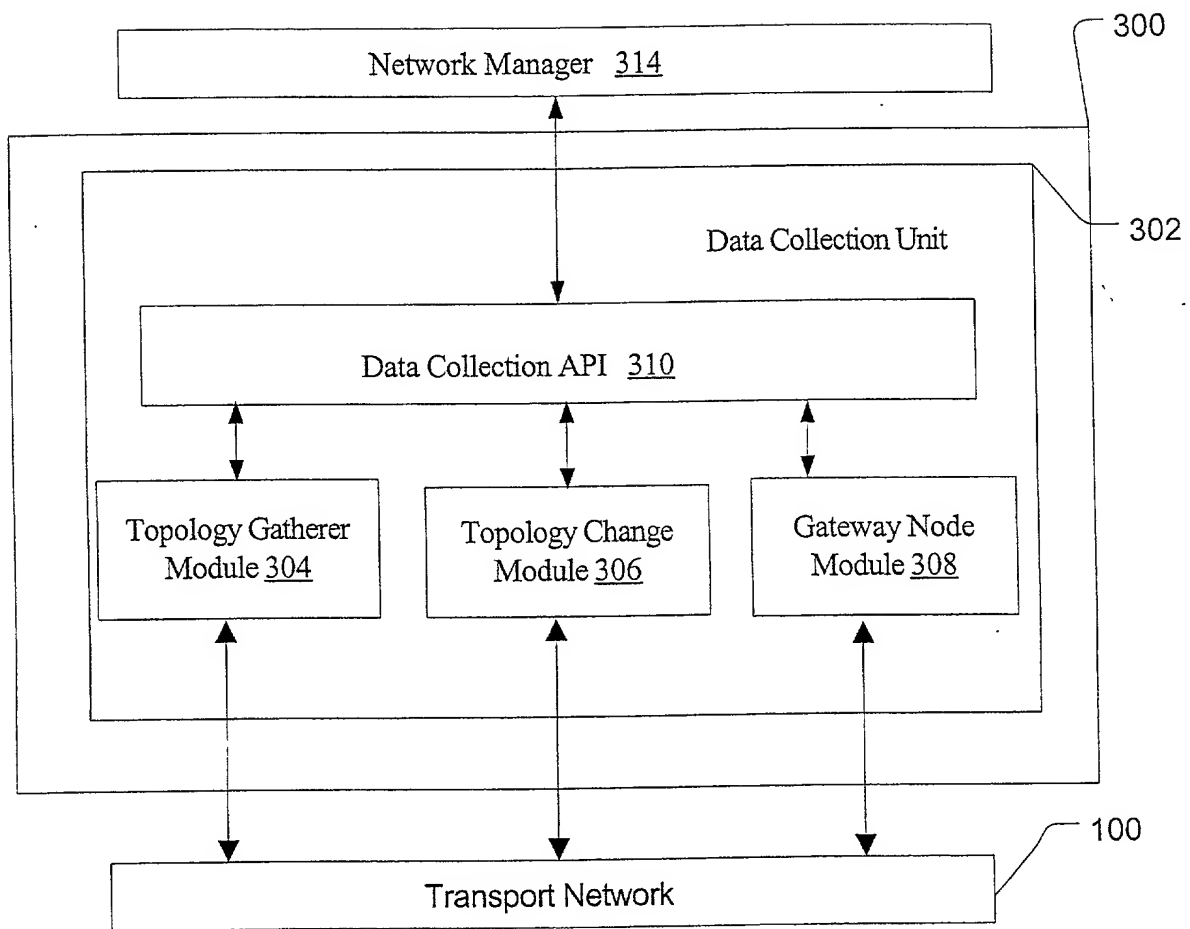 300
Network Manager 314
302
Data Collection Unit
Data Collection API 310
Topology Gatherer
Module 304
Topology Change
Module 306
Gateway Node
Module 308
100
Transport Network